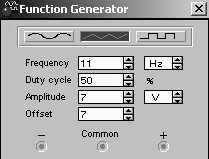 Function Generator
Frequency 11 Hz
Duty cycle 50 %
Amplitude 7 V
Offset 7
− Common +